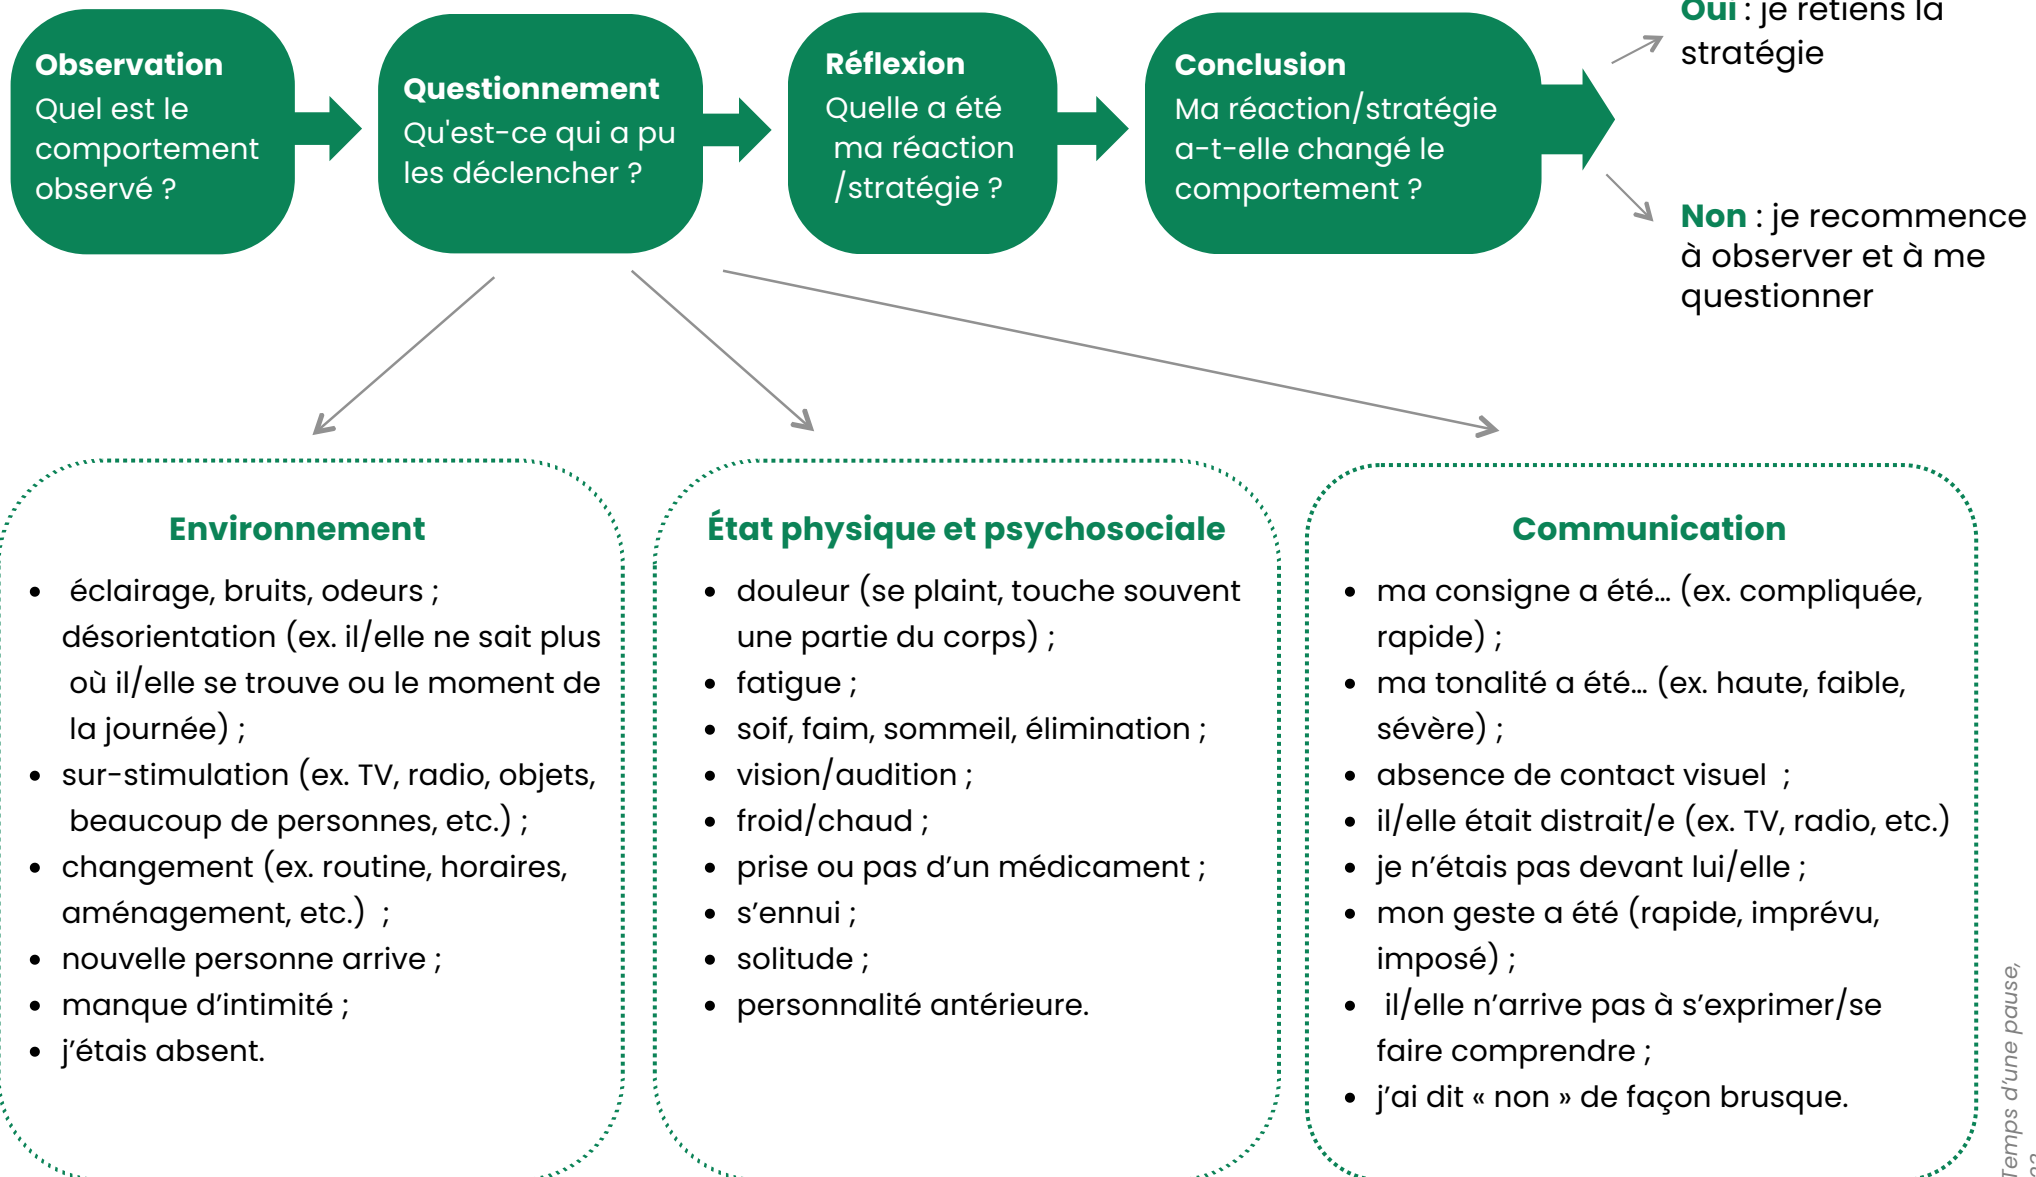 Observation
Quel est le
comportement
observé ?
Questionnement
Qu'est-ce qui a pu
les déclencher ?
Réflexion
Quelle a été
ma réaction
/stratégie ?
Conclusion
Ma réaction/stratégie
a-t-elle changé le
comportement ?
Oui : je retiens la
stratégie
Non : je recommence
à observer et à me
questionner
Environnement
• éclairage, bruits, odeurs ;
désorientation (ex. il/elle ne sait plus
où il/elle se trouve ou le moment de
la journée) ;
• sur-stimulation (ex. TV, radio, objets,
beaucoup de personnes, etc.) ;
• changement (ex. routine, horaires,
aménagement, etc.) ;
• nouvelle personne arrive ;
• manque d’intimité ;
• j’étais absent.
État physique et psychosociale
• douleur (se plaint, touche souvent
une partie du corps) ;
• fatigue ;
• soif, faim, sommeil, élimination ;
• vision/audition ;
• froid/chaud ;
• prise ou pas d’un médicament ;
• s’ennui ;
• solitude ;
• personnalité antérieure.
Communication
• ma consigne a été… (ex. compliquée,
rapide) ;
• ma tonalité a été… (ex. haute, faible,
sévère) ;
• absence de contact visuel ;
• il/elle était distrait/e (ex. TV, radio, etc.)
• je n’étais pas devant lui/elle ;
• mon geste a été (rapide, imprévu,
imposé) ;
• il/elle n’arrive pas à s’exprimer/se
faire comprendre ;
• j’ai dit « non » de façon brusque.
Temps d’une pause,